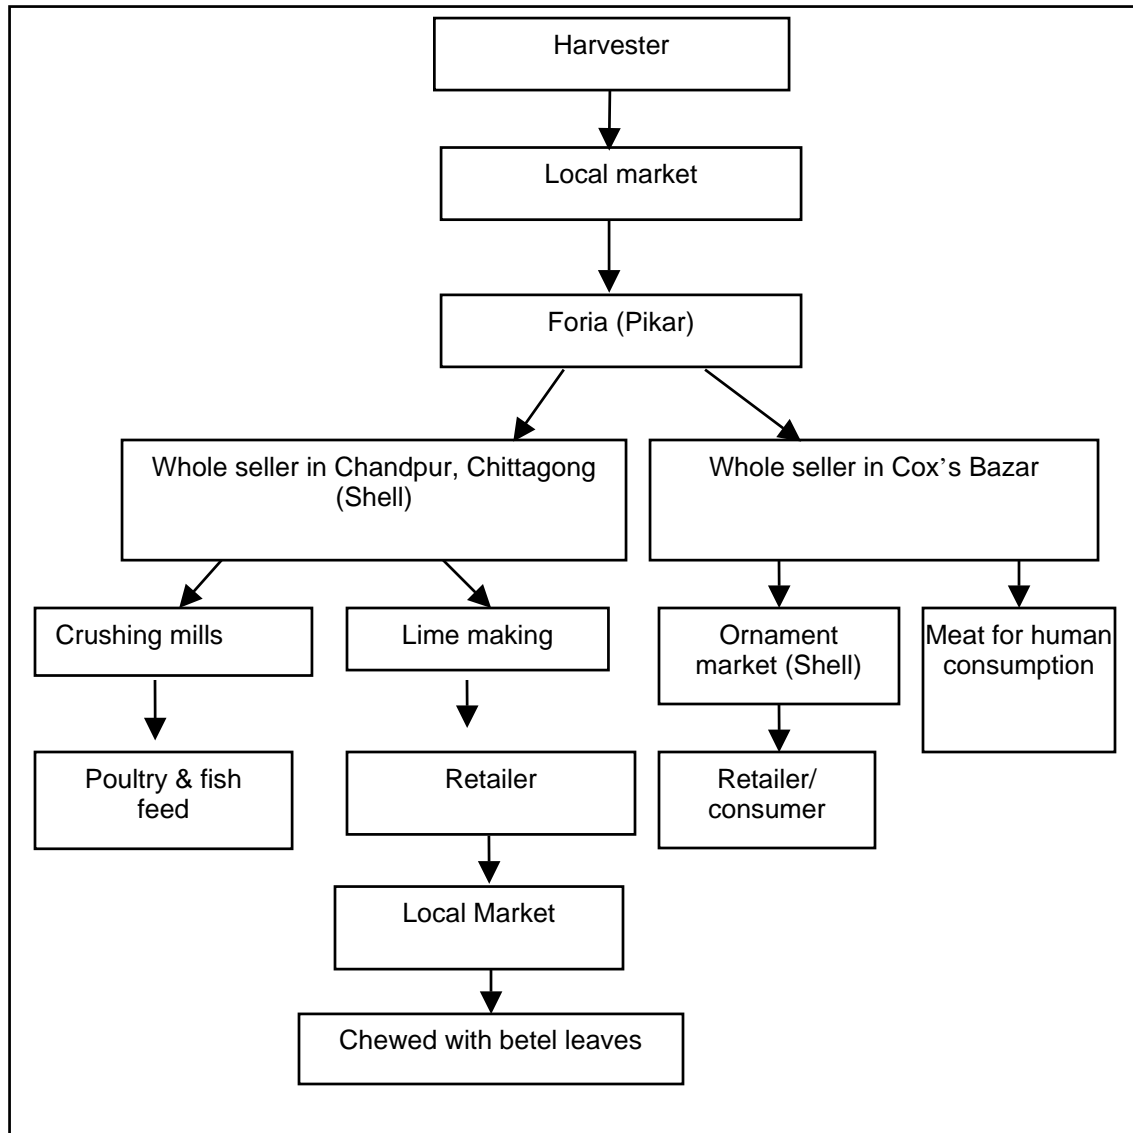 Harvester
Local market
Foria (Pikar)
Whole seller in Chandpur, Chittagong
(Shell)
Whole seller in Cox’s Bazar
Crushing mills
Lime making
Ornament
market (Shell)
Meat for human
consumption
Poultry & fish
feed
Retailer
Retailer/
consumer
Local Market
Chewed with betel leaves